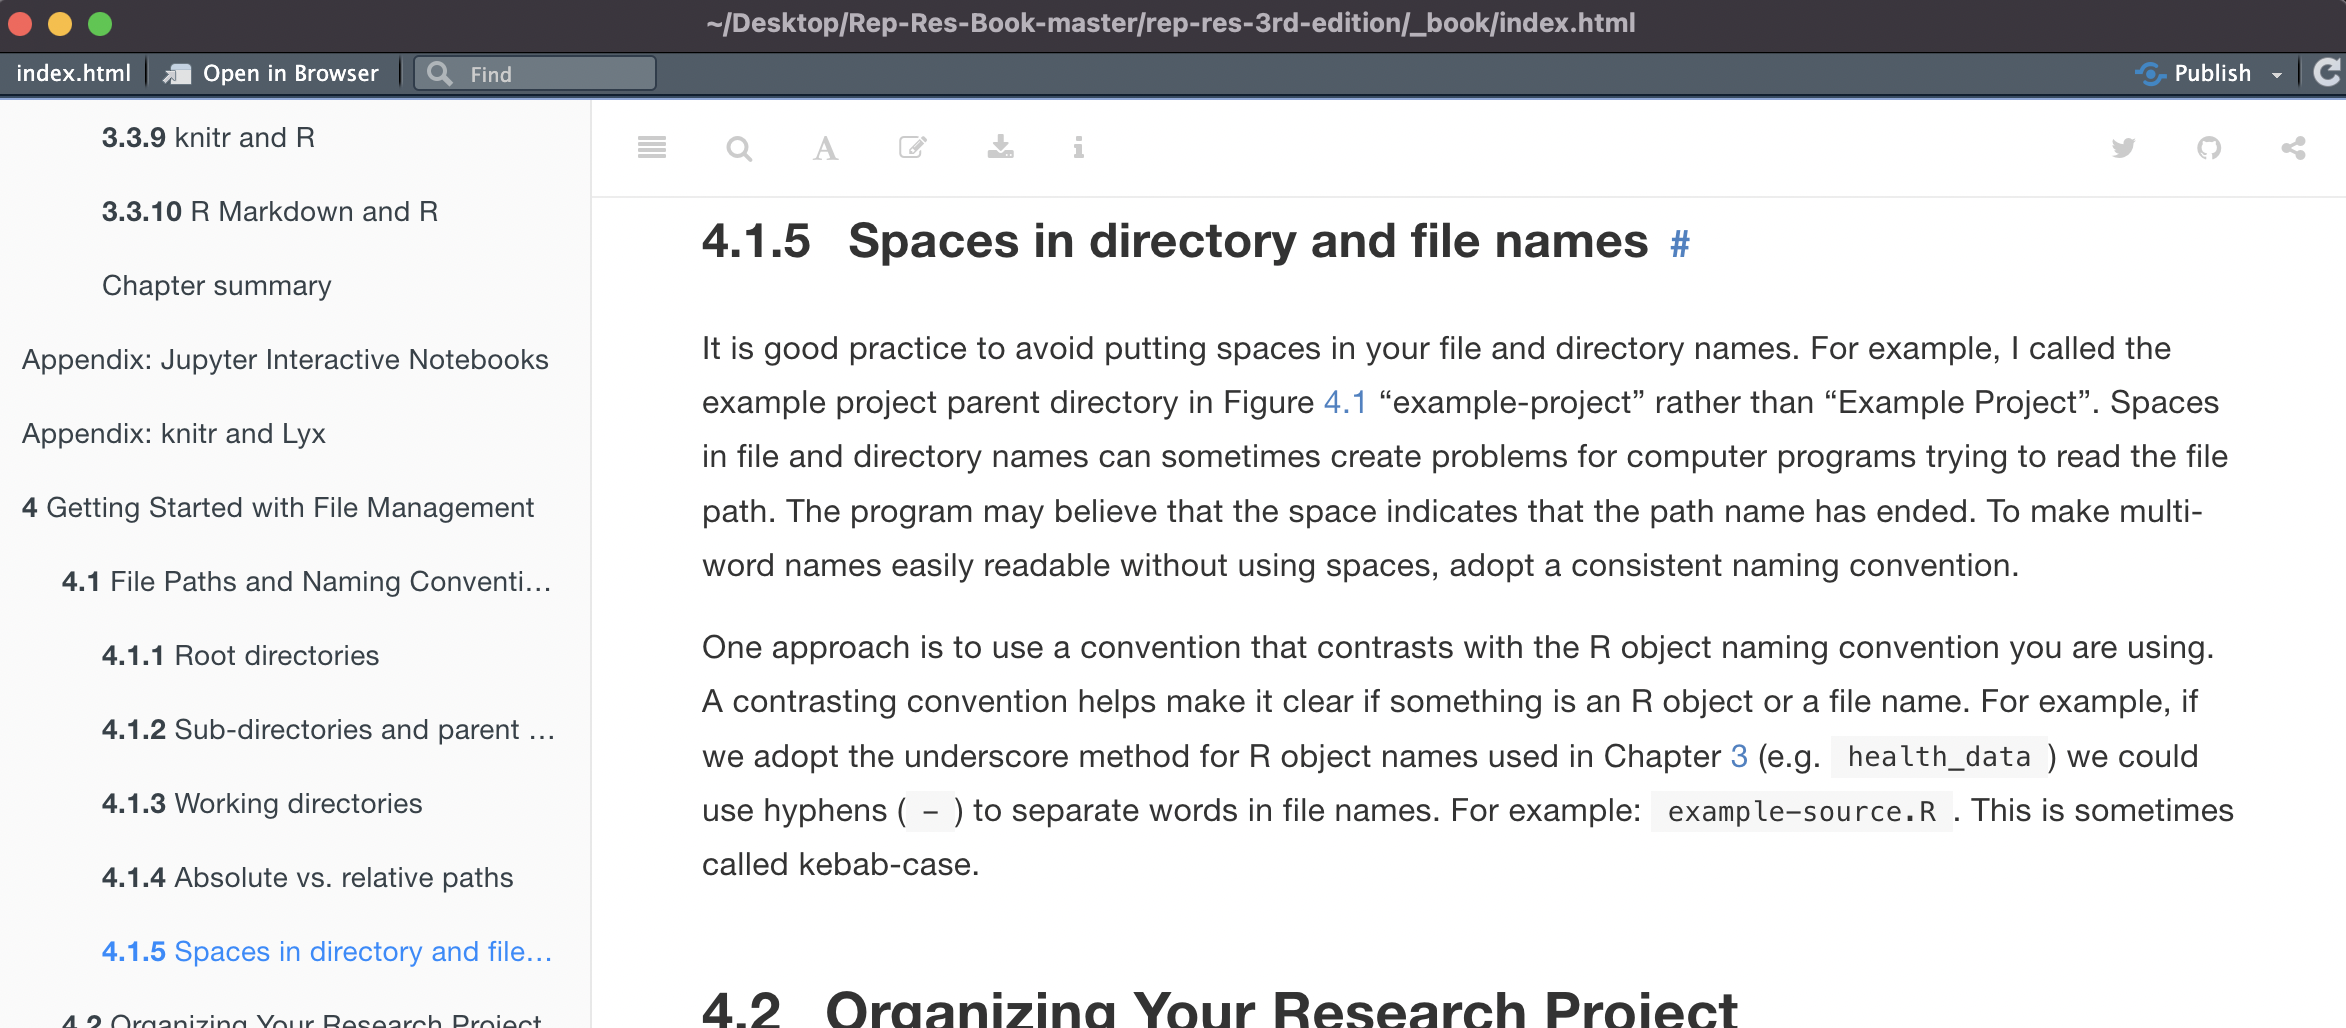 ~/Desktop/Rep-Res-Book-master/rep-res-3rd-edition/_book/index.html
index.html
Open in Browser
Find
Publish
3.3.9 knitr and R
3.3.10 R Markdown and R
Chapter summary
Appendix: Jupyter Interactive Notebooks
Appendix: knitr and Lyx
4 Getting Started with File Management
4.1 File Paths and Naming Conventi…
4.1.1 Root directories
4.1.2 Sub-directories and parent …
4.1.3 Working directories
4.1.4 Absolute vs. relative paths
4.1.5 Spaces in directory and file…
4.2 Organizing Your Research Project
4.1.5 Spaces in directory and file names #
It is good practice to avoid putting spaces in your file and directory names. For example, I called the
example project parent directory in Figure 4.1 “example-project” rather than “Example Project”. Spaces
in file and directory names can sometimes create problems for computer programs trying to read the file
path. The program may believe that the space indicates that the path name has ended. To make multi-
word names easily readable without using spaces, adopt a consistent naming convention.
One approach is to use a convention that contrasts with the R object naming convention you are using.
A contrasting convention helps make it clear if something is an R object or a file name. For example, if
we adopt the underscore method for R object names used in Chapter 3 (e.g. health_data ) we could
use hyphens ( - ) to separate words in file names. For example: example-source.R . This is sometimes
called kebab-case.
4.2 Organizing Your Research Project